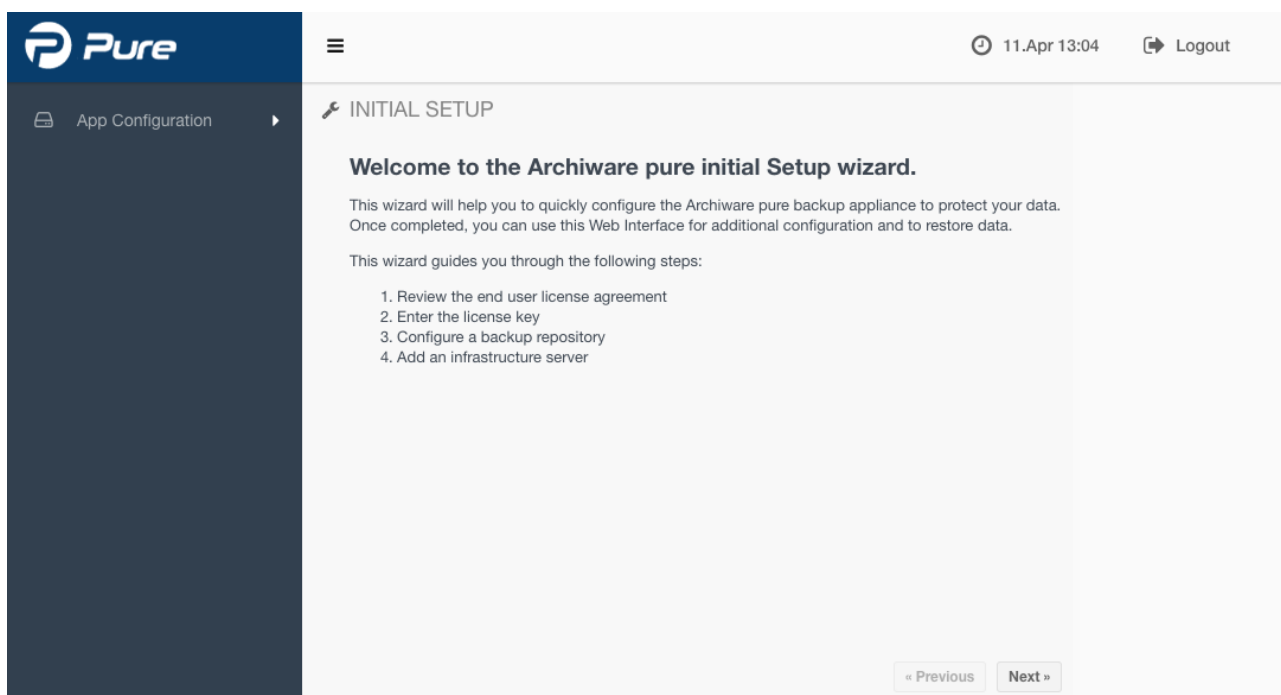 Pure
11.Apr 13:04
Logout
App Configuration
INITIAL SETUP
Welcome to the Archiware pure initial Setup wizard.
This wizard will help you to quickly configure the Archiware pure backup appliance to protect your data.
Once completed, you can use this Web Interface for additional configuration and to restore data.
This wizard guides you through the following steps:
1. Review the end user license agreement
2. Enter the license key
3. Configure a backup repository
4. Add an infrastructure server
« Previous
Next »